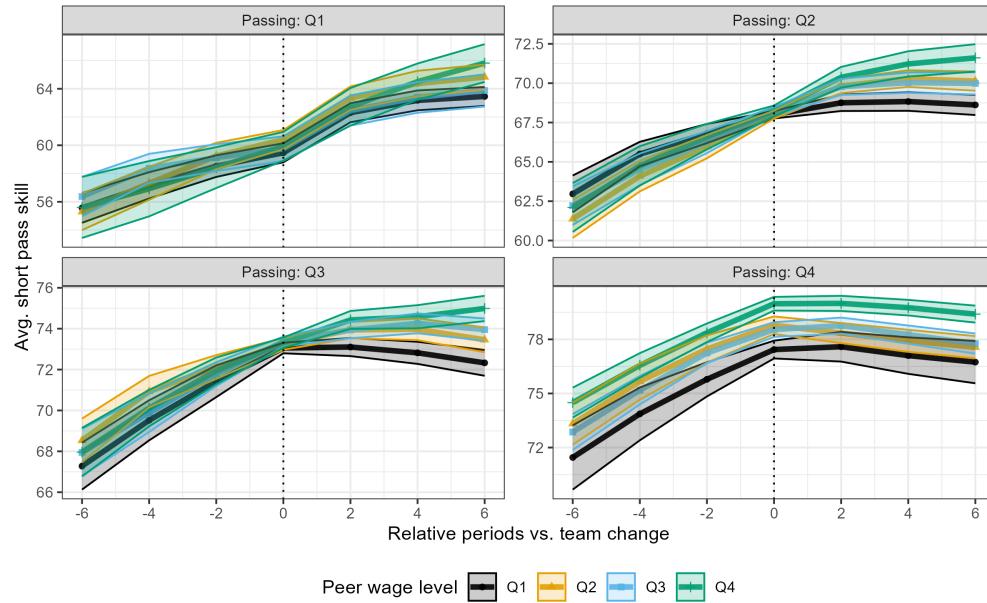 Passing: Q1
Passing: Q2
64
60
56
72.5
70.0
67.5
65.0
62.5
60.0
Avg. short pass skill
Passing: Q3
Passing: Q4
76
74
72
70
68
66
78
75
72
-6 -4 -2 0 2 4 6
-6 -4 -2 0 2 4 6
Relative periods vs. team change
Peer wage level Q1 Q2 Q3 Q4